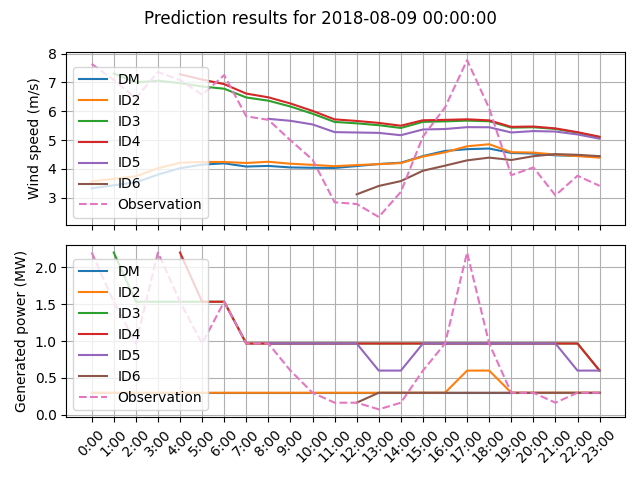 Prediction results for 2018-08-09 00:00:00
Wind speed (m/s)
8
7
6
5
4
3
DM
ID2
ID3
ID4
ID5
ID6
Observation
Generated power (MW)
2.0
1.5
1.0
0.5
0.0
DM
ID2
ID3
ID4
ID5
ID6
Observation
0:00
1:00
2:00
3:00
4:00
5:00
6:00
7:00
8:00
9:00
10:00
11:00
12:00
13:00
14:00
15:00
16:00
17:00
18:00
19:00
20:00
21:00
22:00
23:00